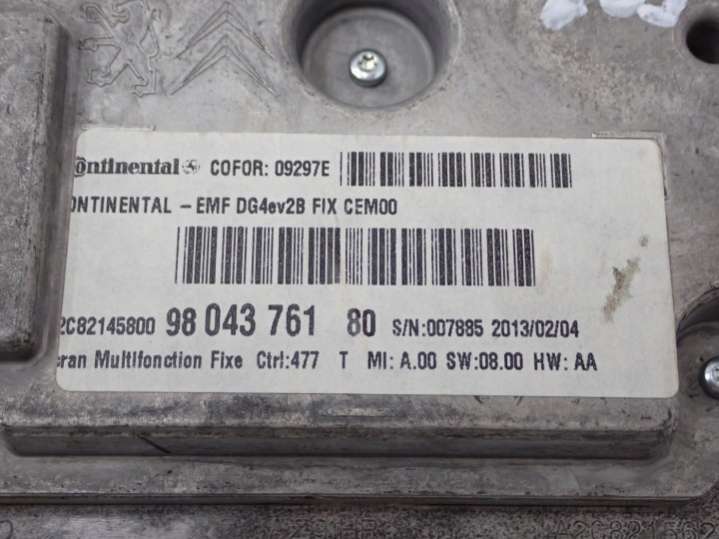 Continental COFOR: 09297E
ONTINENTAL - EMF DG4ev2B FIX CEM00
2C82145800 98 043 761 80 S/N:007885 2013/02/04
cran Multifonction Fixe Ctrl:477 T MI: A.00 SW:08.00 HW: AA